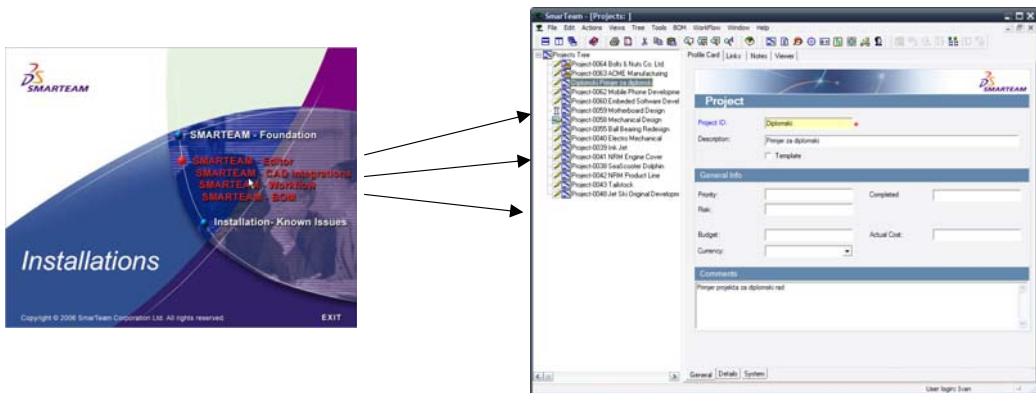 SMARTEAM
SMARTEAM - Foundation
SMARTEAM - Editor
SMARTEAM - CAD Integrations
SMARTEAM - Workflow
SMARTEAM - BOM
Installation- Known Issues
Installations
Copyright © 2006 SmarTeam Corporation Ltd. All rights reserved.
EXIT
SmarTeam - [Projects: ]
File Edit Actions Views Tree Tools BOM WorkFlow Window Help
Projects Tree
Project-0064 Bolts & Nuts Co. Ltd
Project-0063 ACME Manufacturing
Diplomski Primjer za diplomski
Project-0062 Mobile Phone Developme
Project-0060 Embeded Software Devel
Project-0059 Motherboard Design
Project-0058 Mechanical Design
Project-0055 Ball Bearing Redesign
Project-0040 Electro Mechanical
Project-0039 Ink Jet
Project-0041 NRM Engine Cover
Project-0038 SeaScooter Dolphin
Project-0042 NRM Product Line
Project-0043 Tailstock
Project-0048 Jet Ski Original Developm
Profile Card Links Notes Viewer
SMARTEAM
Project
Project ID: Diplomski
Description: Primjer za diplomski
Template
General Info
Priority: Completed
Risk:
Budget: Actual Cost:
Currency:
Comments
Primjer projekta za diplomski rad
General Details System
User login: Ivan